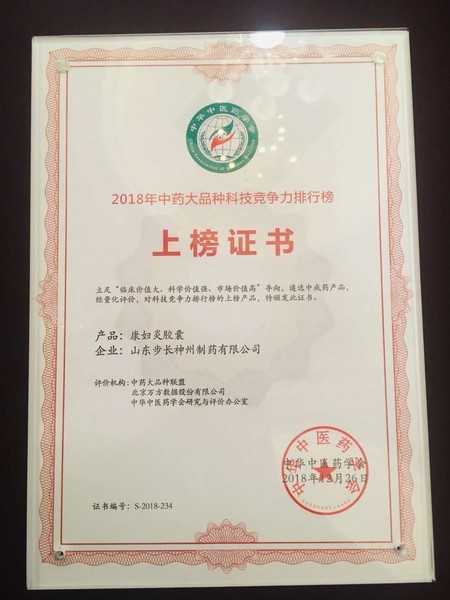 中华中医药学会
2018年中药大品种科技竞争力排行榜
上榜证书
立足“临床价值大、科学价值强、市场价值高”导向，遴选中成药产品，
经量化评价，对科技竞争力排行榜的上榜产品，特颁发此证书。
产品：康妇炎胶囊
企业：山东步长神州制药有限公司
评价机构：中药大品种联盟
北京万方数据股份有限公司
中华中医药学会研究与评价办公室
中华中医药学会
中华中医药学会
2018年12月26日
证书编号：S-2018-234